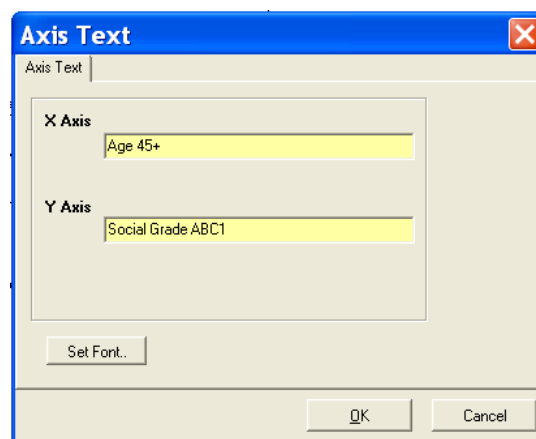 Axis Text
Axis Text
X Axis
Age 45+
Y Axis
Social Grade ABC1
Set Font..
OK
Cancel